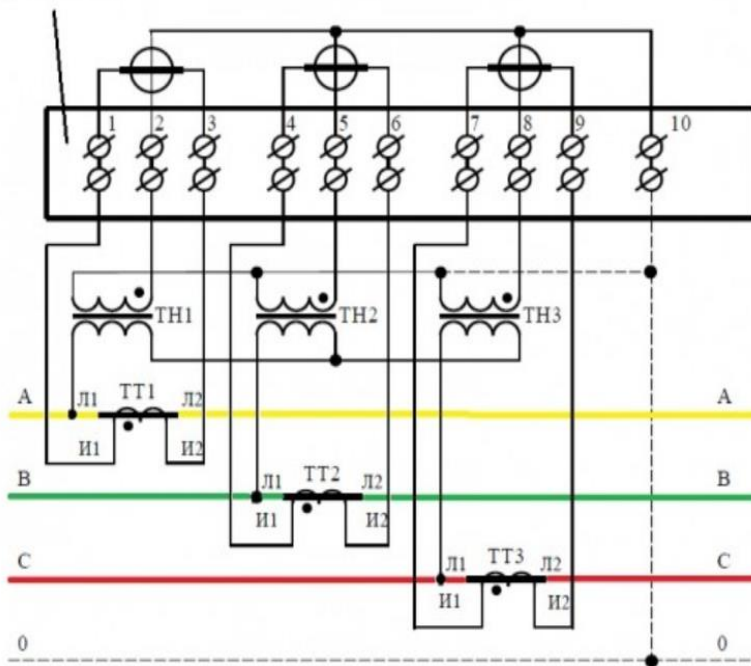 1 2 3 4 5 6 7 8 9 10
ТН1 ТН2 ТН3
А Л1 ТТ1 Л2 А
И1 И2
В Л1 ТТ2 Л2 В
И1 И2
С Л1 ТТ3 Л2 С
И1 И2
0 0